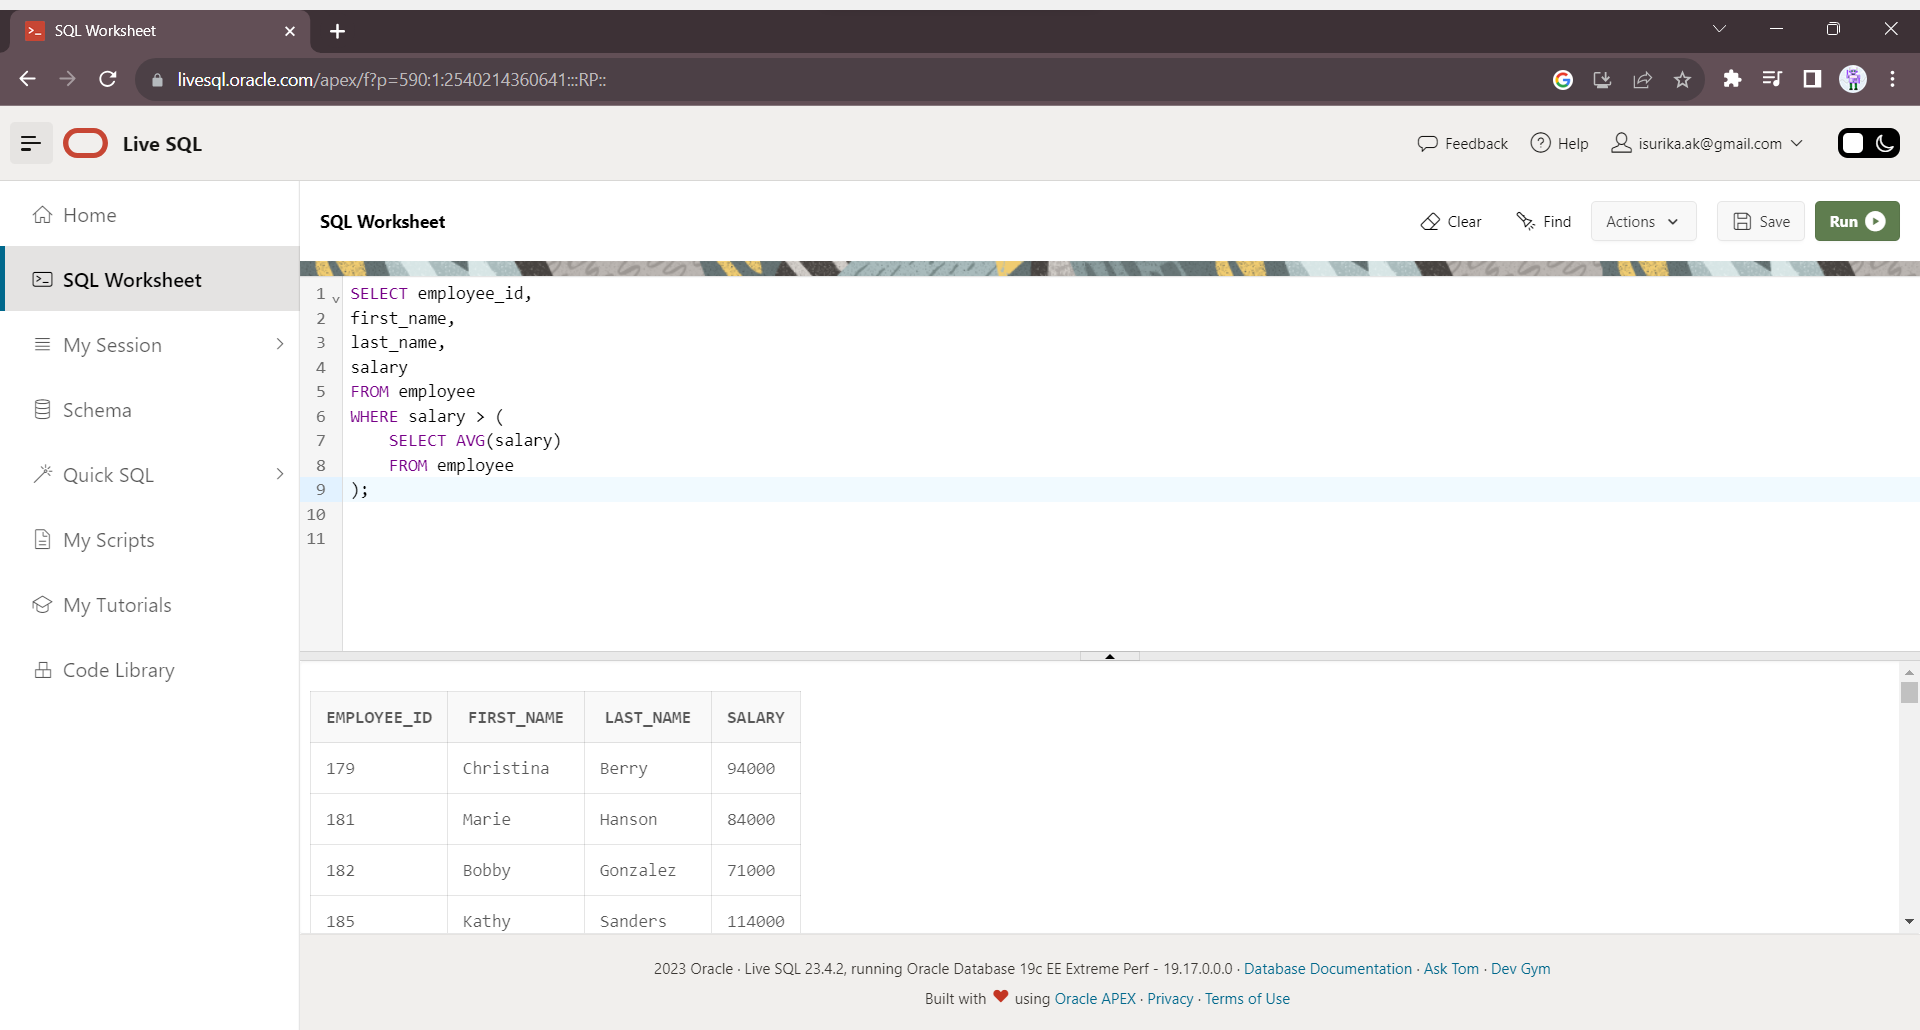 SQL Worksheet
livesql.oracle.com/apex/f?p=590:1:2540214360641:::RP::
Live SQL
Feedback
Help
isurika.ak@gmail.com
Home
SQL Worksheet
My Session
Schema
Quick SQL
My Scripts
My Tutorials
Code Library
SQL Worksheet
Clear
Find
Actions
Save
Run
1 SELECT employee_id,
2 first_name,
3 last_name,
4 salary
5 FROM employee
6 WHERE salary > (
7     SELECT AVG(salary)
8     FROM employee
9 );
10
11
EMPLOYEE_ID FIRST_NAME LAST_NAME SALARY
179 Christina Berry 94000
181 Marie Hanson 84000
182 Bobby Gonzalez 71000
185 Kathy Sanders 114000
2023 Oracle · Live SQL 23.4.2, running Oracle Database 19c EE Extreme Perf - 19.17.0.0.0 · Database Documentation · Ask Tom · Dev Gym
Built with ❤ using Oracle APEX · Privacy · Terms of Use